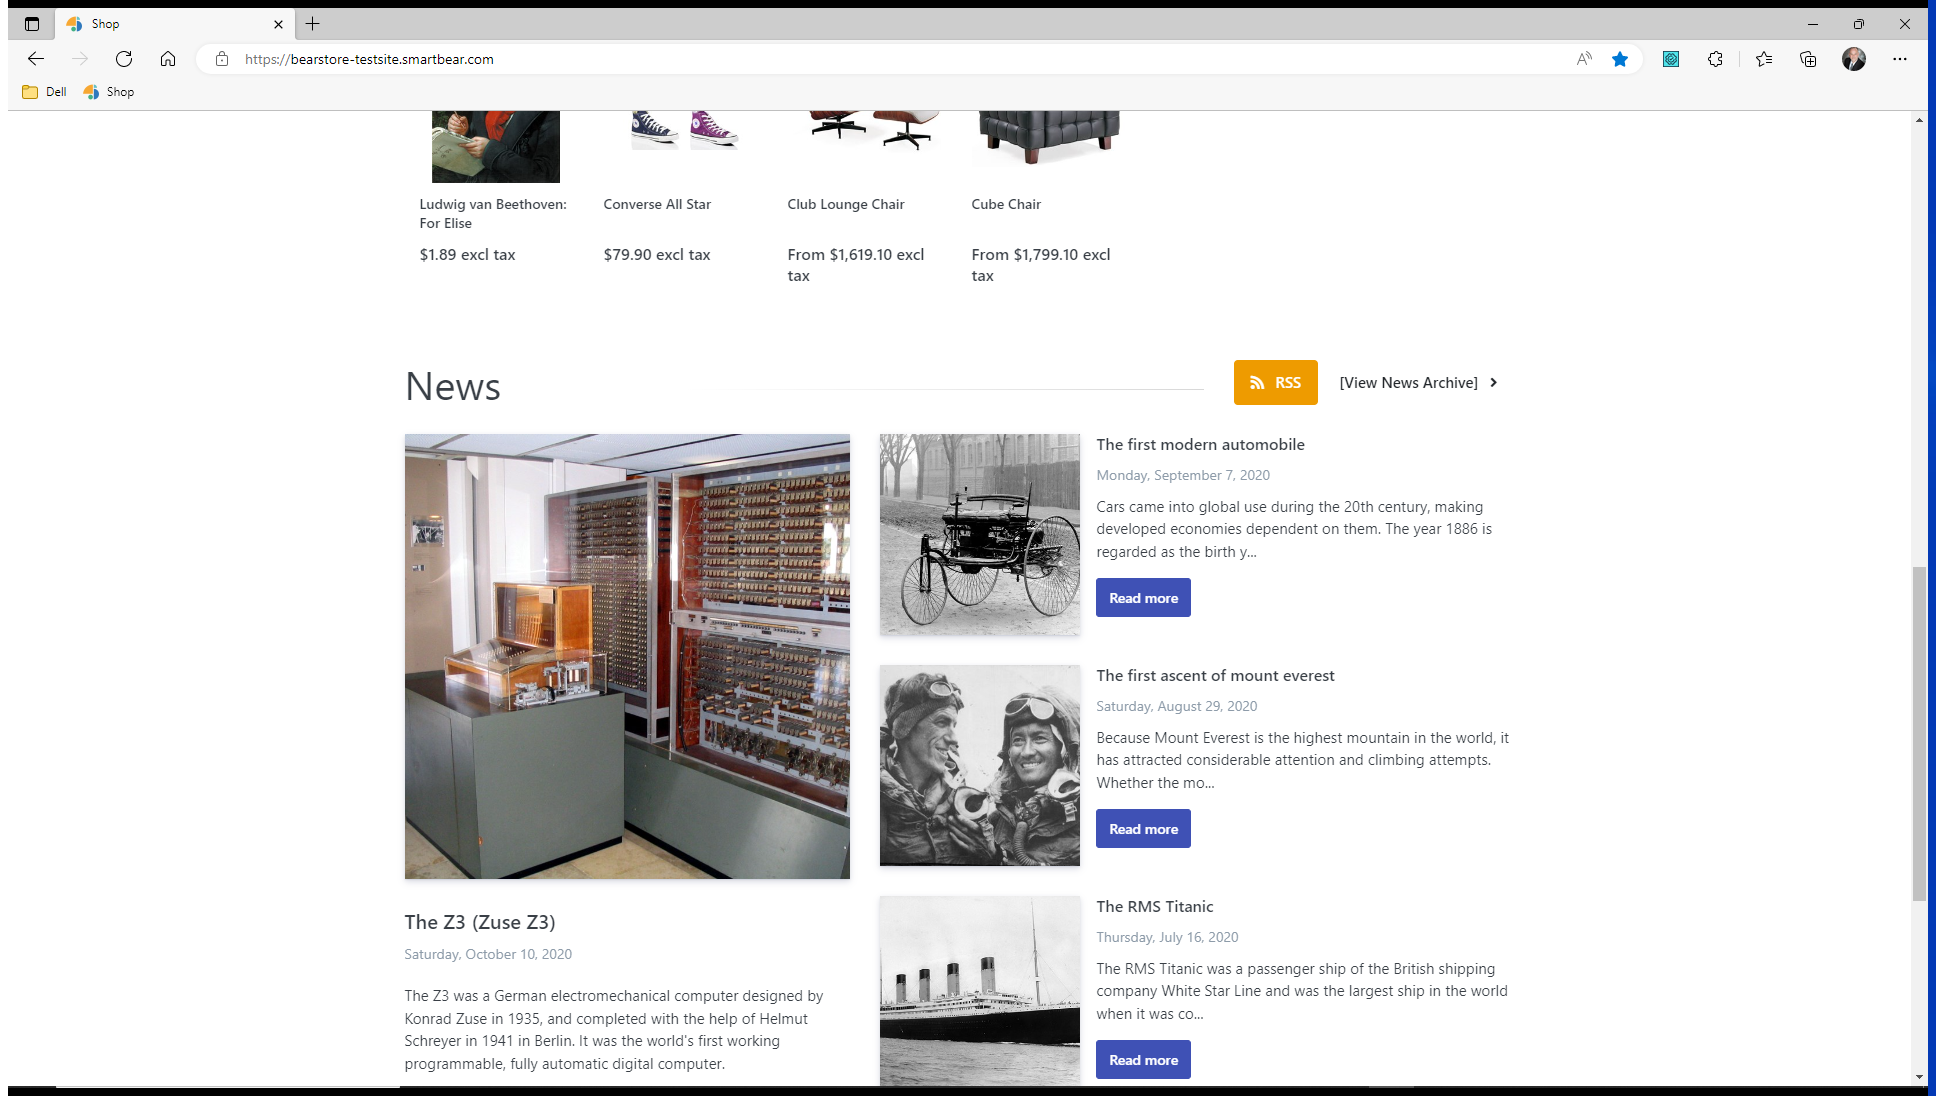 Shop
https://bearstore-testsite.smartbear.com
Dell
Shop
Ludwig van Beethoven:
For Elise
$1.89 excl tax
Converse All Star
$79.90 excl tax
Club Lounge Chair
From $1,619.10 excl
tax
Cube Chair
From $1,799.10 excl
tax
News
RSS
[View News Archive]
The Z3 (Zuse Z3)
Saturday, October 10, 2020
The Z3 was a German electromechanical computer designed by
Konrad Zuse in 1935, and completed with the help of Helmut
Schreyer in 1941 in Berlin. It was the world's first working
programmable, fully automatic digital computer.
The first modern automobile
Monday, September 7, 2020
Cars came into global use during the 20th century, making
developed economies dependent on them. The year 1886 is
regarded as the birth y...
Read more
The first ascent of mount everest
Saturday, August 29, 2020
Because Mount Everest is the highest mountain in the world, it
has attracted considerable attention and climbing attempts.
Whether the mo...
Read more
The RMS Titanic
Thursday, July 16, 2020
The RMS Titanic was a passenger ship of the British shipping
company White Star Line and was the largest ship in the world
when it was co...
Read more